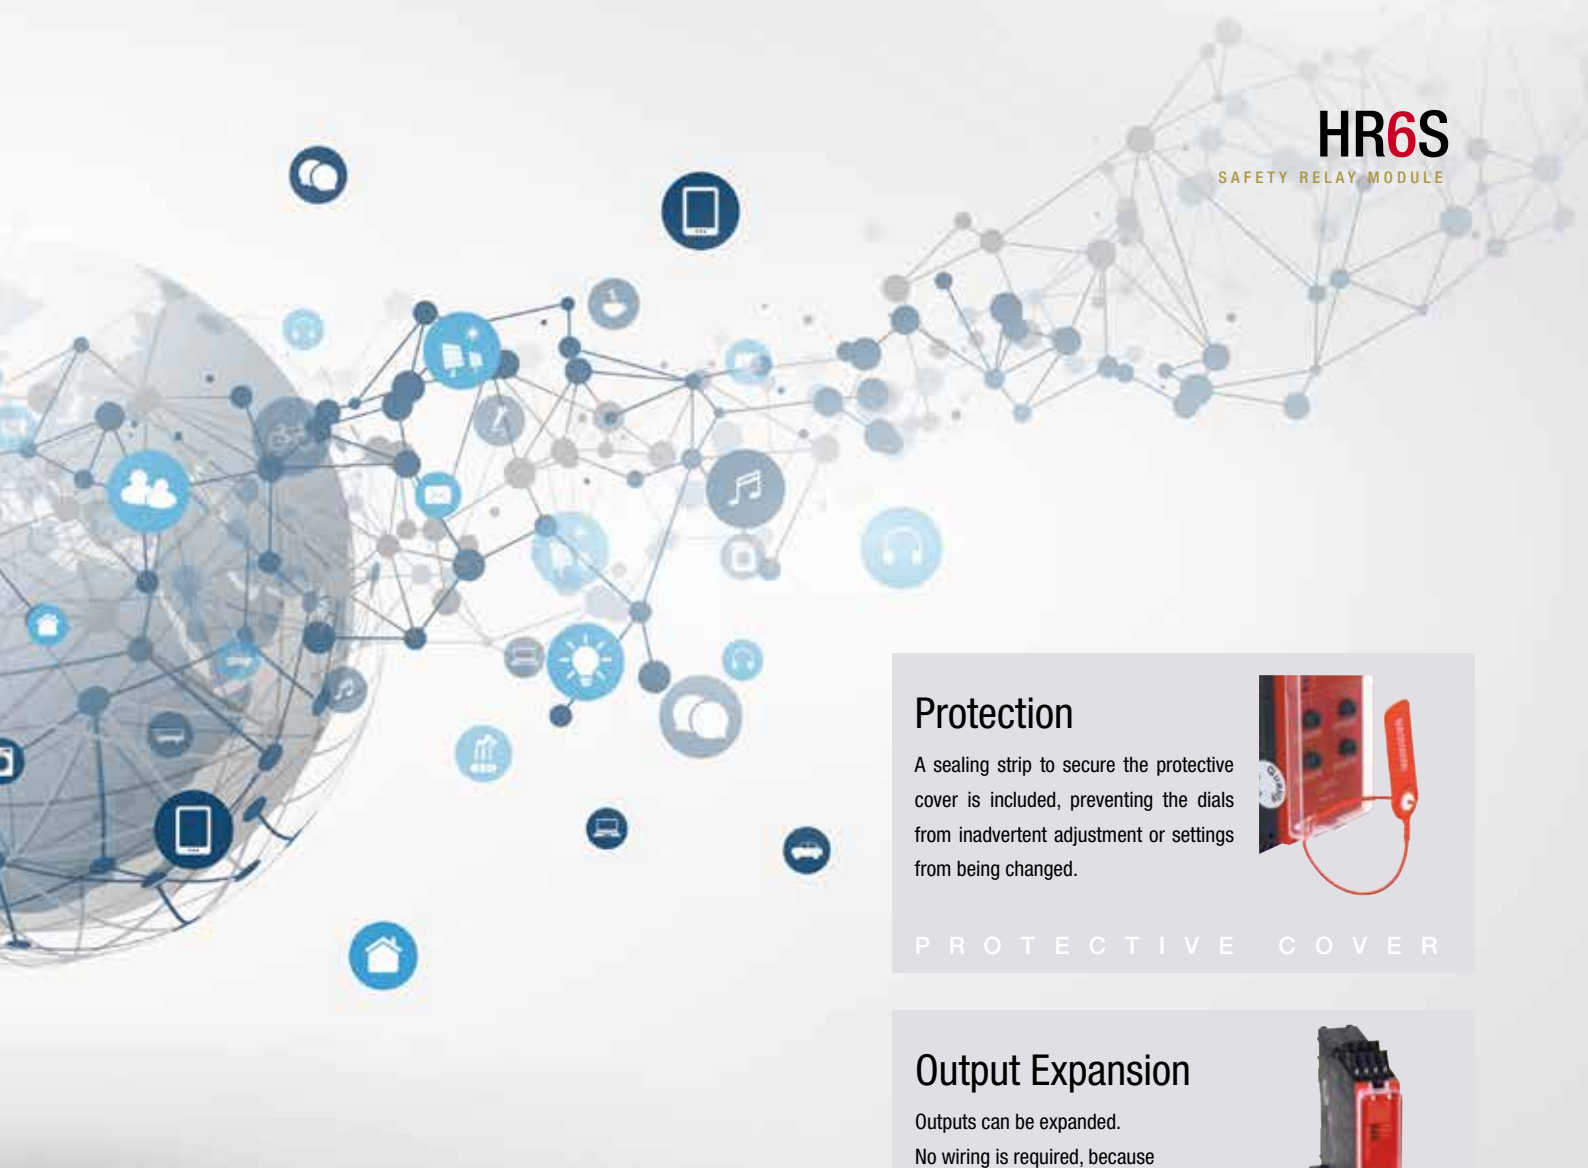 HR6S
SAFETY RELAY MODULE
Protection
A sealing strip to secure the protective
cover is included, preventing the dials
from inadvertent adjustment or settings
from being changed.
PROTECTIVE COVER
Output Expansion
Outputs can be expanded.
No wiring is required, because